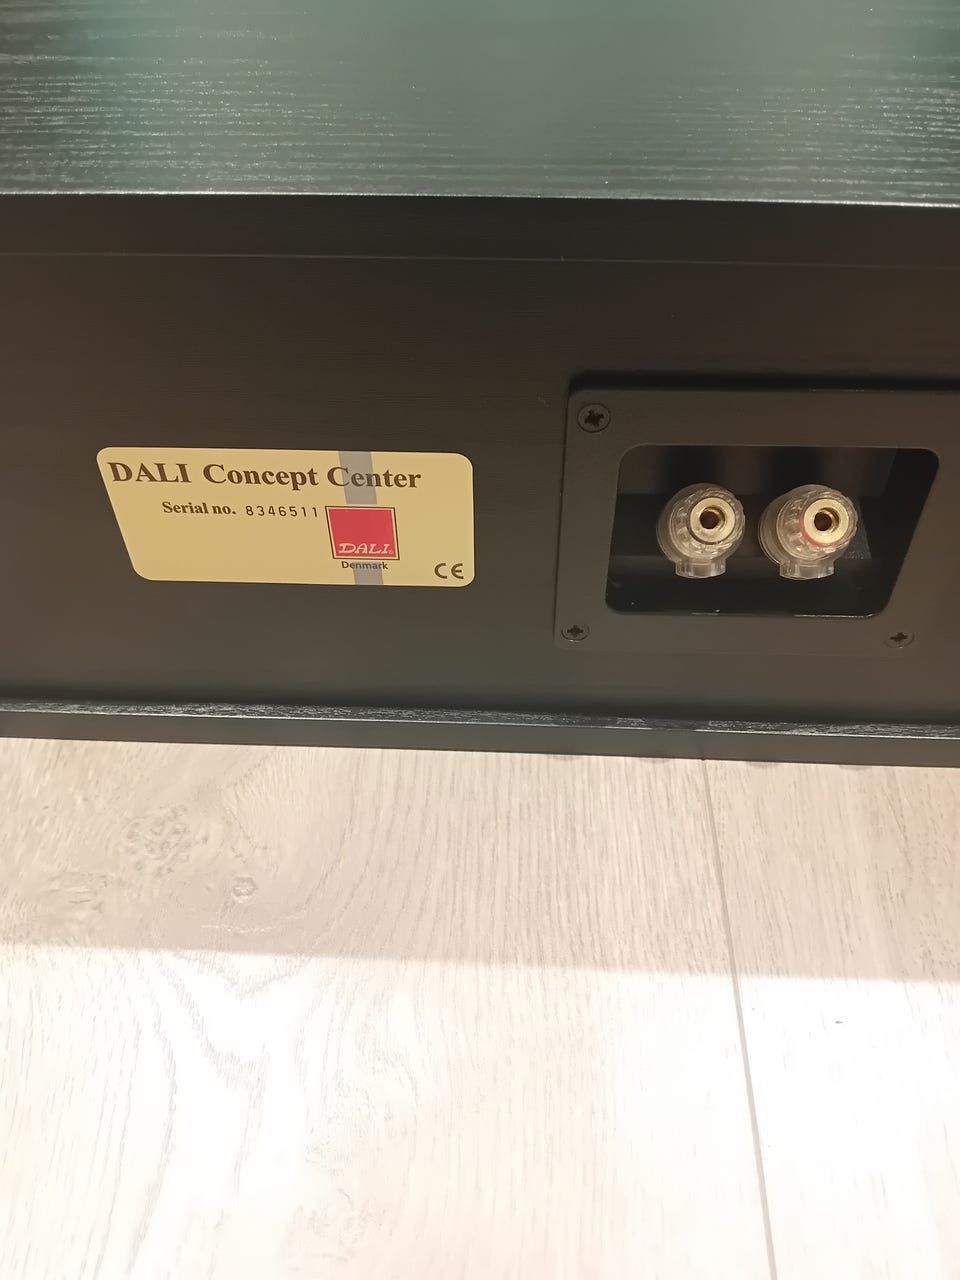 DALI Concept Center
Serial no. 8346511
DALI®
Denmark
CE